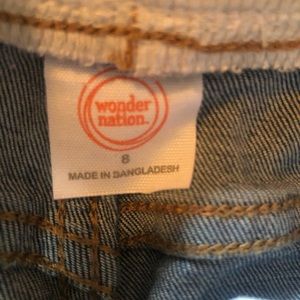 wonder
nation.
8
MADE IN BANGLADESH